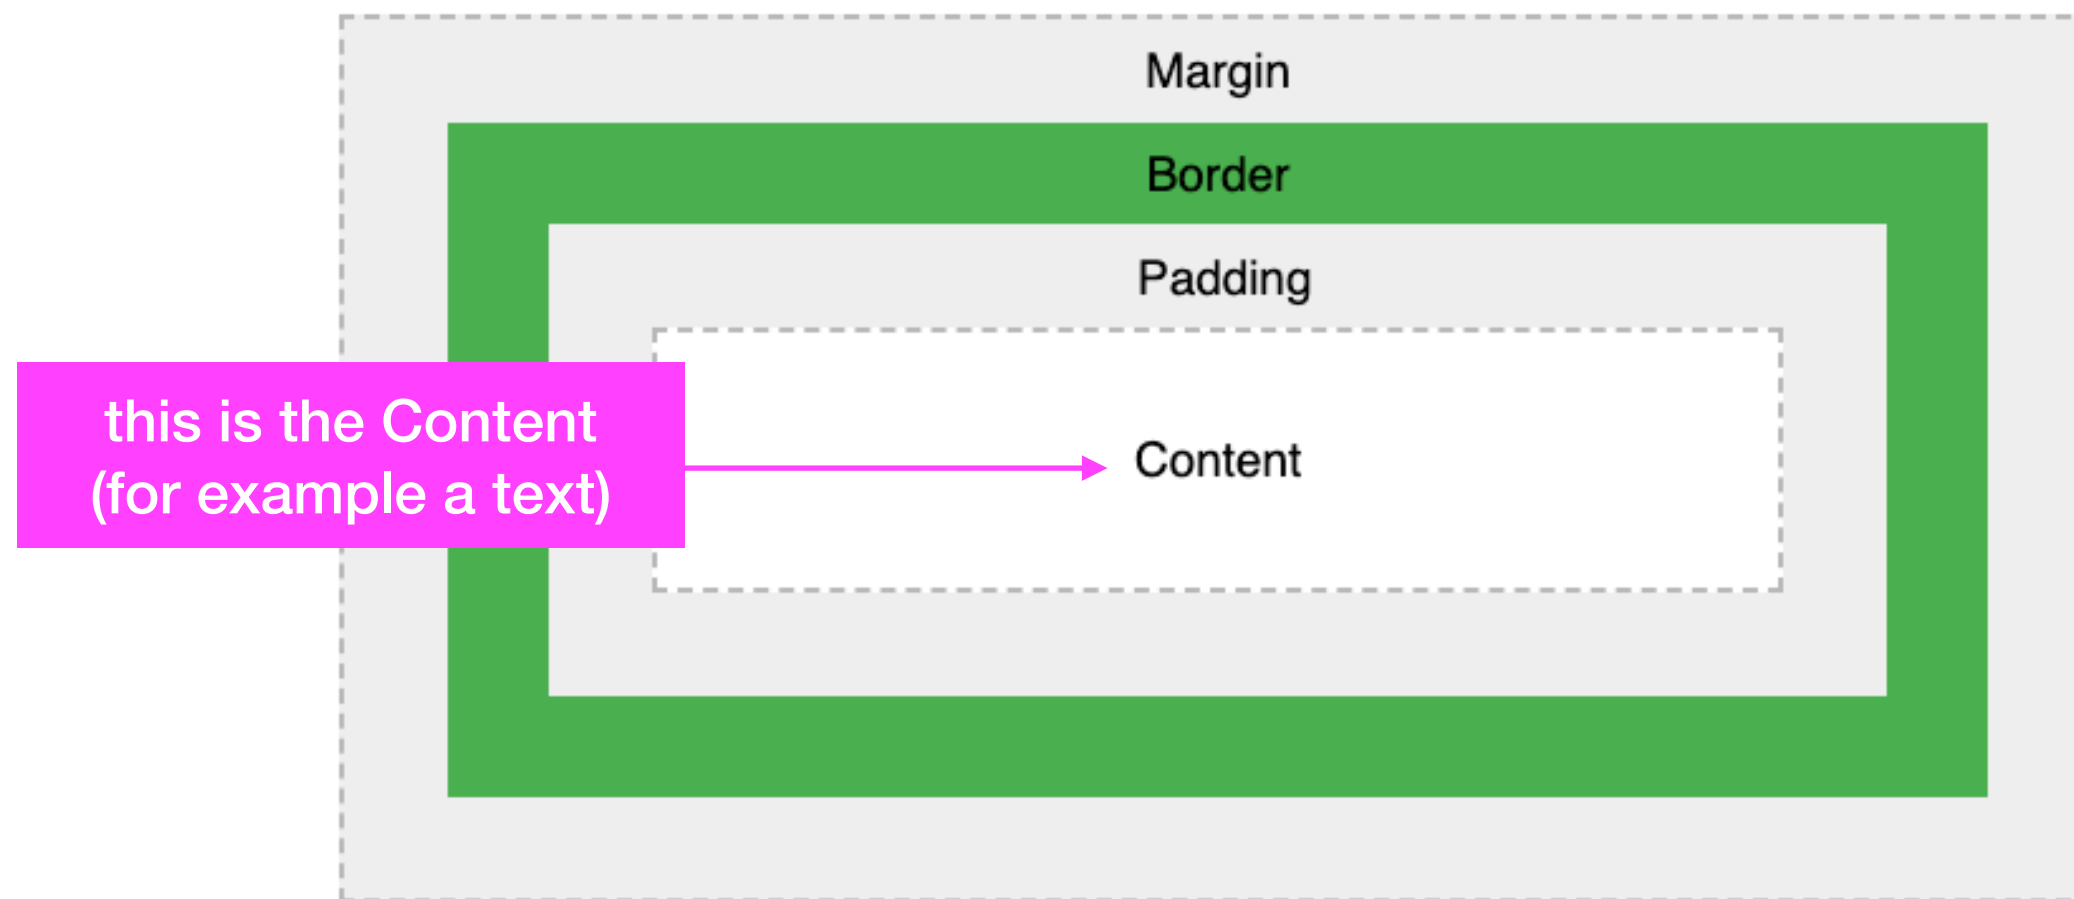 Margin
Border
Padding
this is the Content
(for example a text)
Content